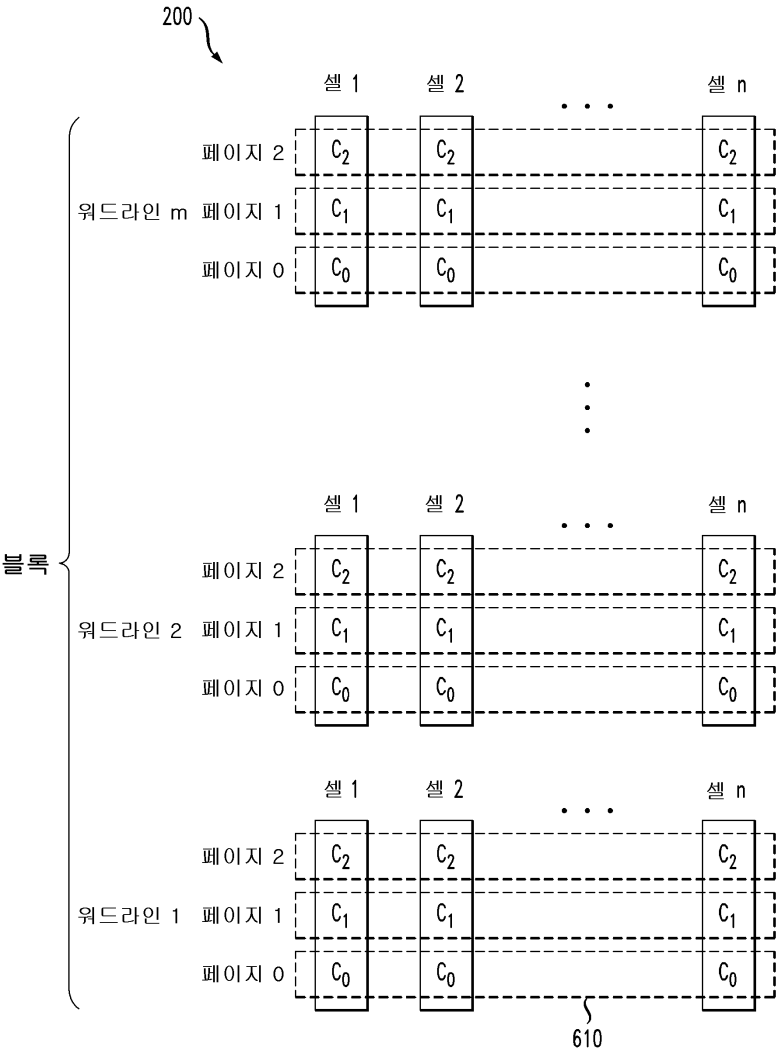 200
셀 1 셀 2 . . . 셀 n
페이지 2 C2 C2 C2
워드라인 m 페이지 1 C1 C1 C1
페이지 0 C0 C0 C0
셀 1 셀 2 . . . 셀 n
페이지 2 C2 C2 C2
블록
워드라인 2 페이지 1 C1 C1 C1
페이지 0 C0 C0 C0
셀 1 셀 2 . . . 셀 n
페이지 2 C2 C2 C2
워드라인 1 페이지 1 C1 C1 C1
페이지 0 C0 C0 C0
610